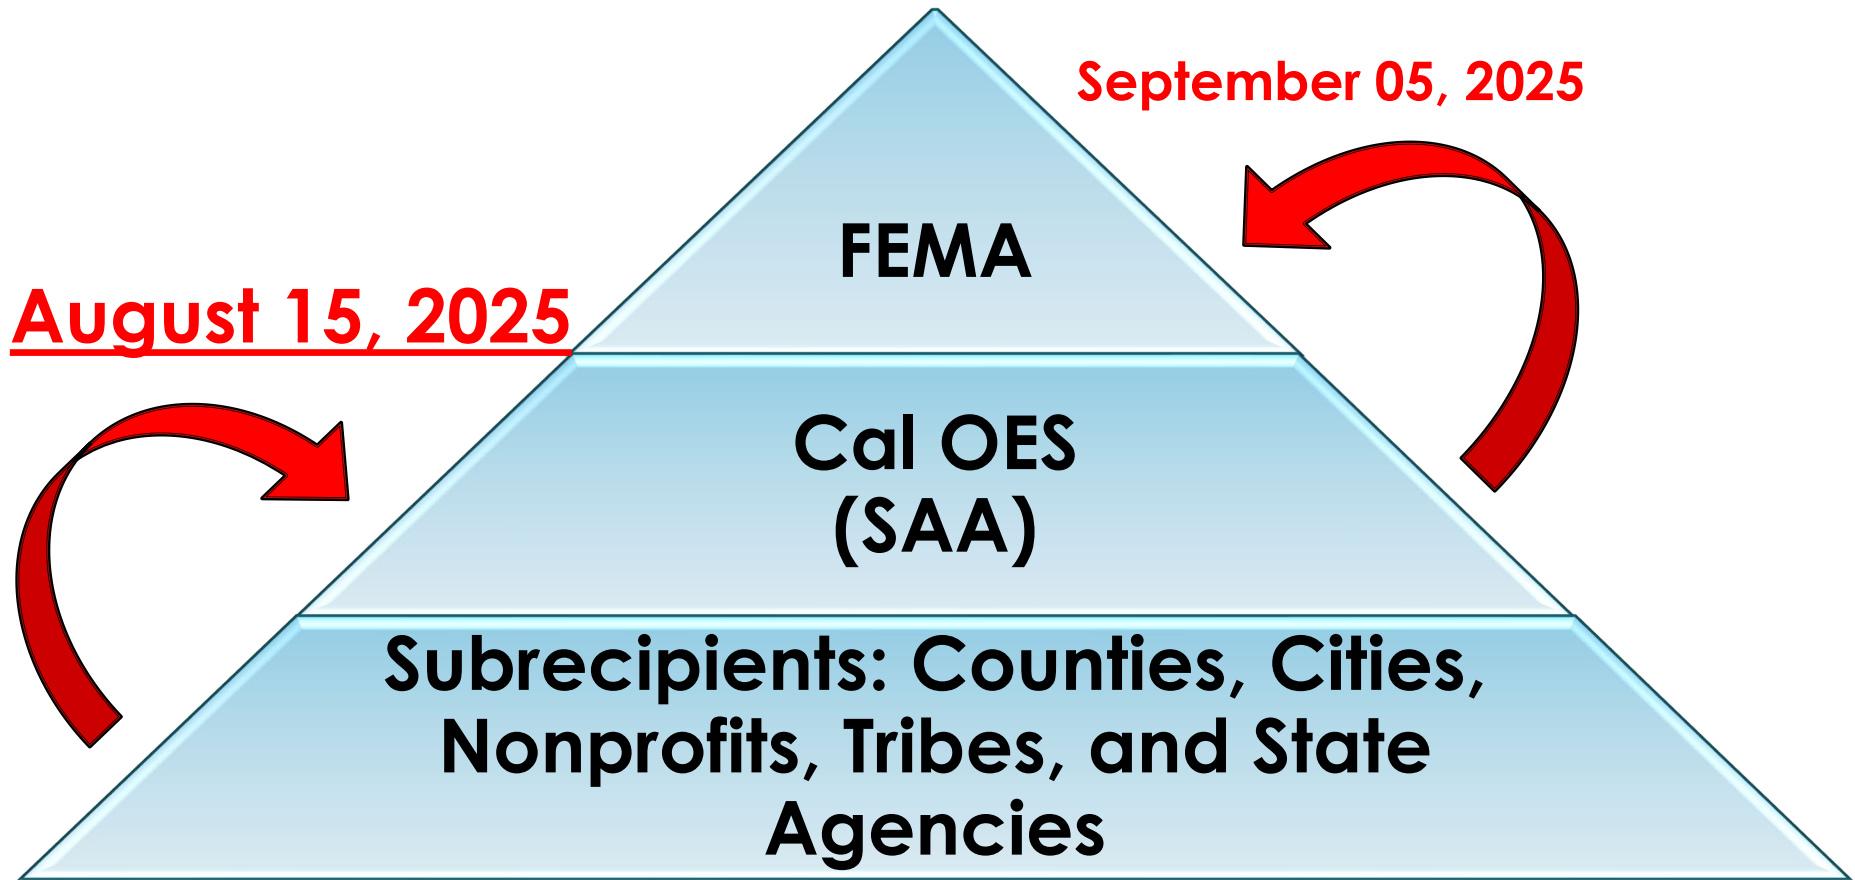 September 05, 2025
FEMA
August 15, 2025
Cal OES
(SAA)
Subrecipients: Counties, Cities,
Nonprofits, Tribes, and State
Agencies